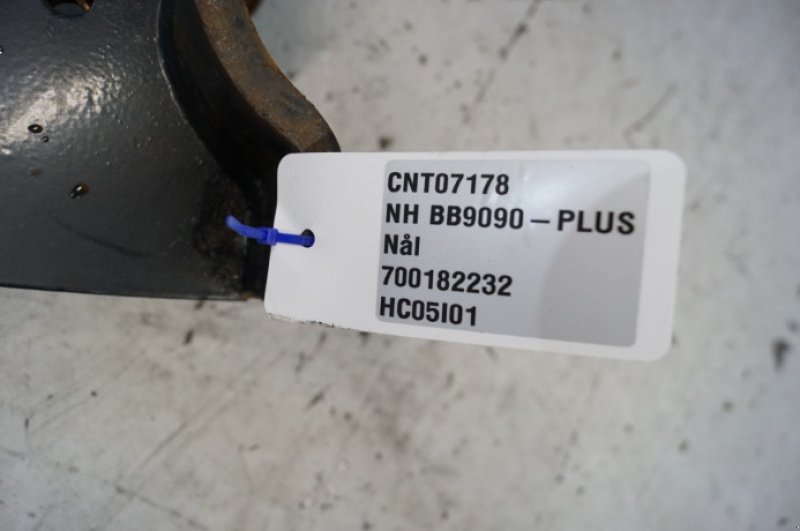 CNT07178
NH BB9090 – PLUS
Nål
700182232
HC05I01